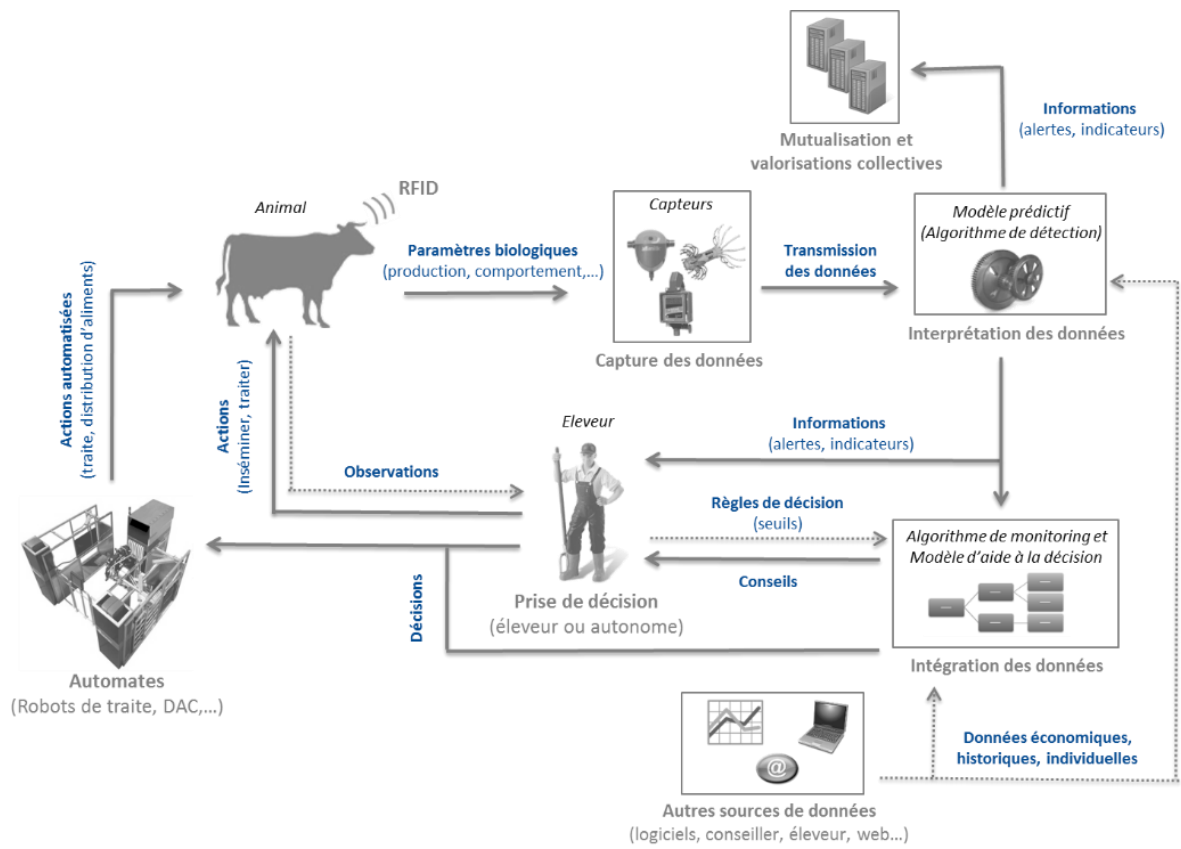 Informations
(alertes, indicateurs)
Mutualisation et
valorisations collectives
RFID
Animal
Paramètres biologiques
(production, comportement,...)
Capteurs
Capture des données
Transmission
des données
Modèle prédictif
(Algorithme de détection)
Interprétation des données
Actions automatisées
(traite, distribution d'aliments)
Actions
(Inséminer, traiter)
Observations
Eleveur
Informations
(alertes, indicateurs)
Règles de décision
(seuils)
Conseils
Algorithme de monitoring et
Modèle d'aide à la décision
Intégration des données
Prise de décision
(éleveur ou autonome)
Décisions
Automates
(Robots de traite, DAC,...)
@
Données économiques,
historiques, individuelles
Autres sources de données
(logiciels, conseiller, éleveur, web...)